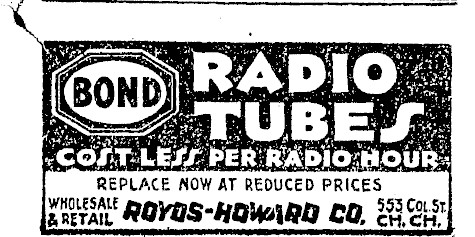 BOND RADIO
TUBES
COST LESS PER RADIO HOUR
REPLACE NOW AT REDUCED PRICES
WHOLESALE
& RETAIL ROYDS-HOWARD CO. 553 COL. ST.
CH. CH.